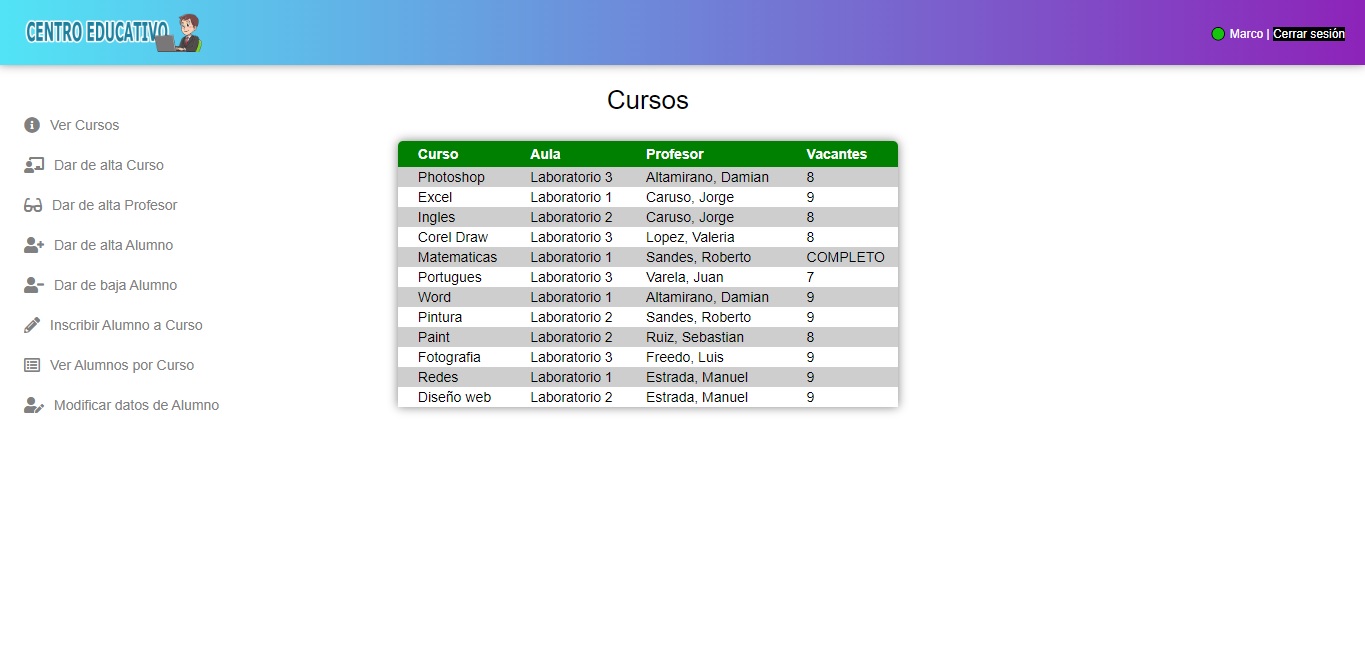 CENTRO EDUCATIVO
Marco | Cerrar sesión
Ver Cursos
Dar de alta Curso
Dar de alta Profesor
Dar de alta Alumno
Dar de baja Alumno
Inscribir Alumno a Curso
Ver Alumnos por Curso
Modificar datos de Alumno
Cursos
Curso Aula Profesor Vacantes
Photoshop Laboratorio 3 Altamirano, Damian 8
Excel Laboratorio 1 Caruso, Jorge 9
Ingles Laboratorio 2 Caruso, Jorge 8
Corel Draw Laboratorio 3 Lopez, Valeria 8
Matematicas Laboratorio 1 Sandes, Roberto COMPLETO
Portugues Laboratorio 3 Varela, Juan 7
Word Laboratorio 1 Altamirano, Damian 9
Pintura Laboratorio 2 Sandes, Roberto 9
Paint Laboratorio 2 Ruiz, Sebastian 8
Fotografia Laboratorio 3 Freedo, Luis 9
Redes Laboratorio 1 Estrada, Manuel 9
Diseño web Laboratorio 2 Estrada, Manuel 9